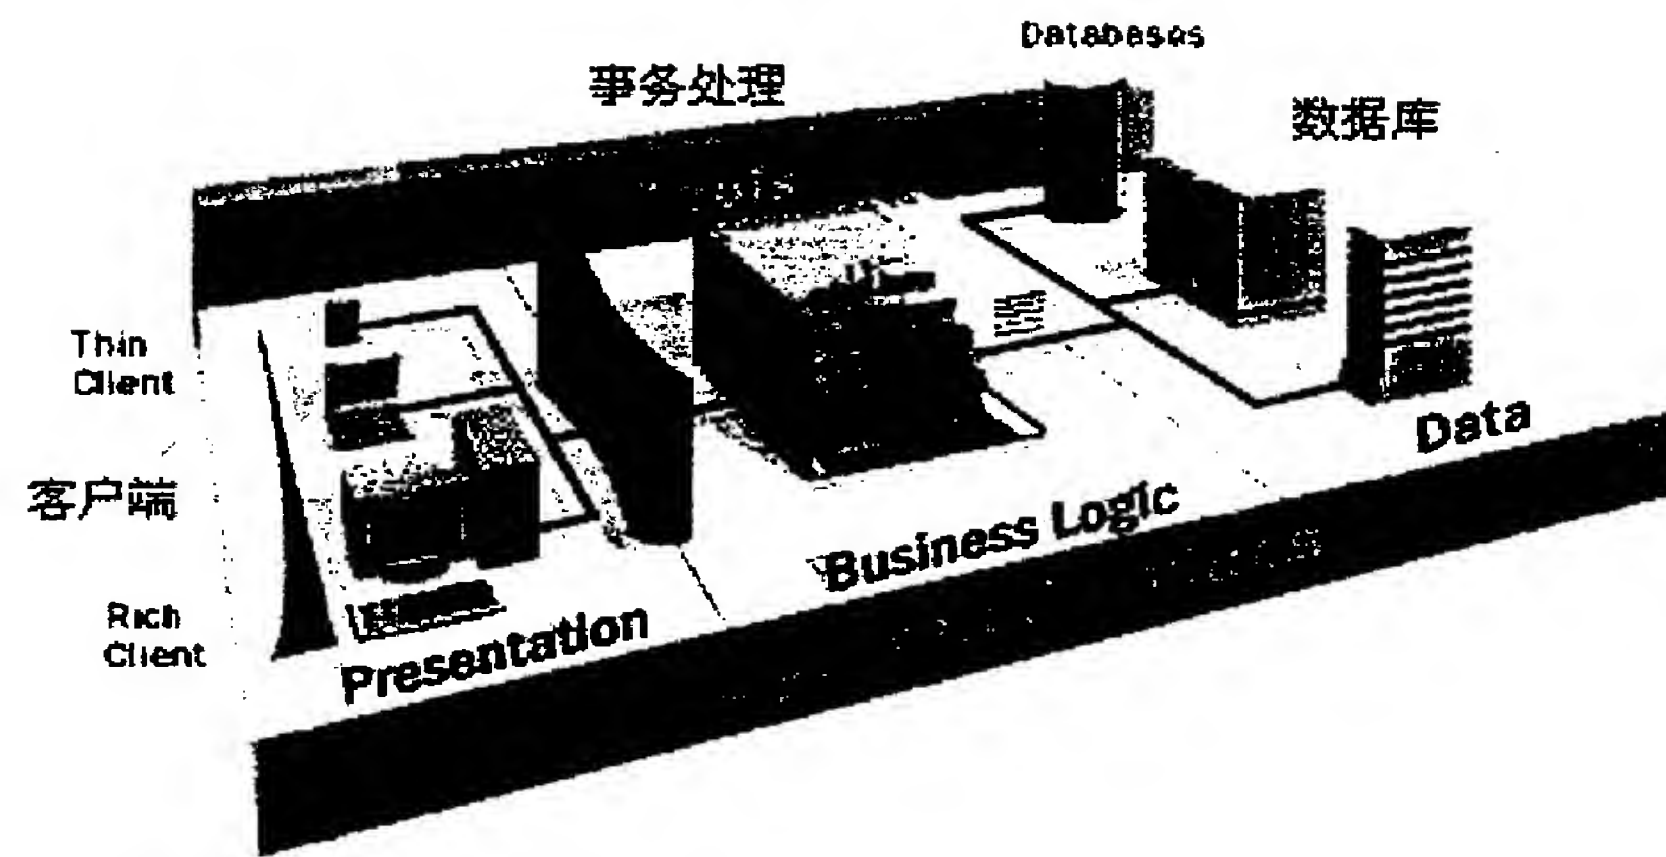 Databases
事务处理
数据库
Thin
Client
客户端
Rich
Client
Presentation
Business Logic
Data